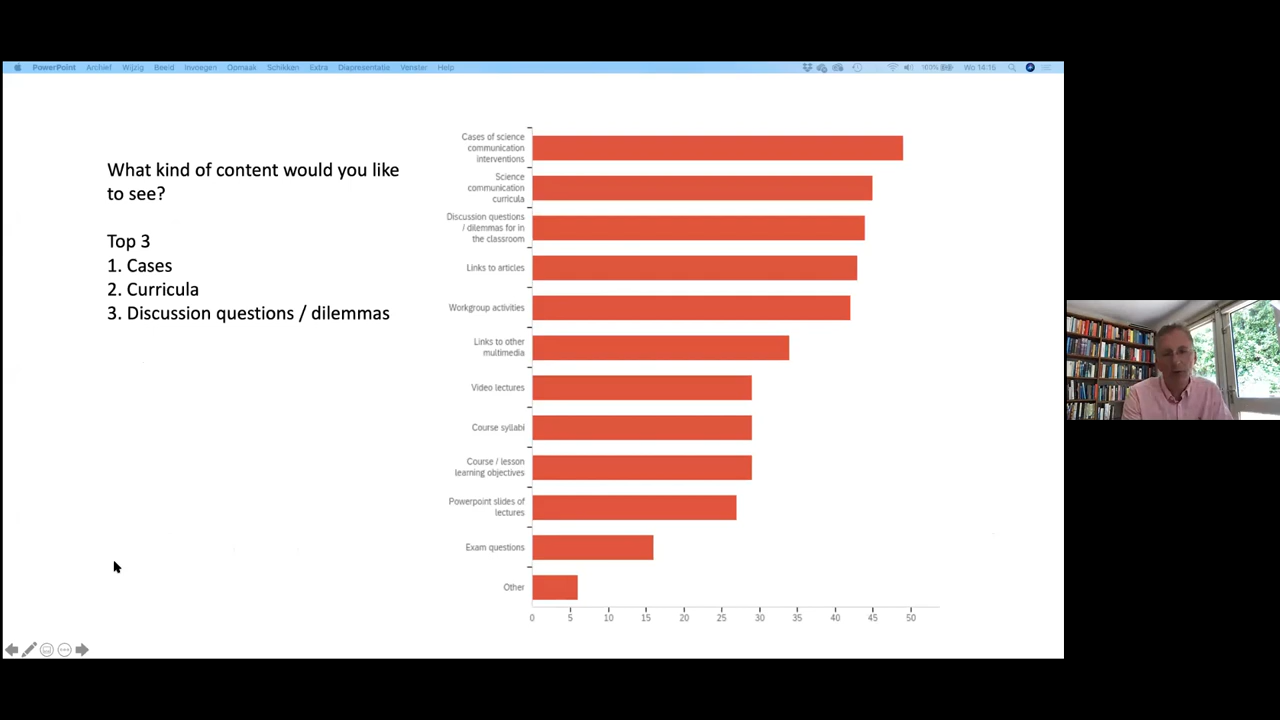 PowerPoint Archief Wijzig Beeld Invoegen Opmaak Schikken Extra Diapresentatie Venster Help 100% Wo 14:16
What kind of content would you like
to see?
Top 3
1. Cases
2. Curricula
3. Discussion questions / dilemmas
Cases of science
communication
interventions
Science
communication
curricula
Discussion questions
/ dilemmas for in
the classroom
Links to articles
Workgroup activities
Links to other
multimedia
Video lectures
Course syllabi
Course / lesson
learning objectives
Powerpoint slides of
lectures
Exam questions
Other
0 5 10 15 20 25 30 35 40 45 50